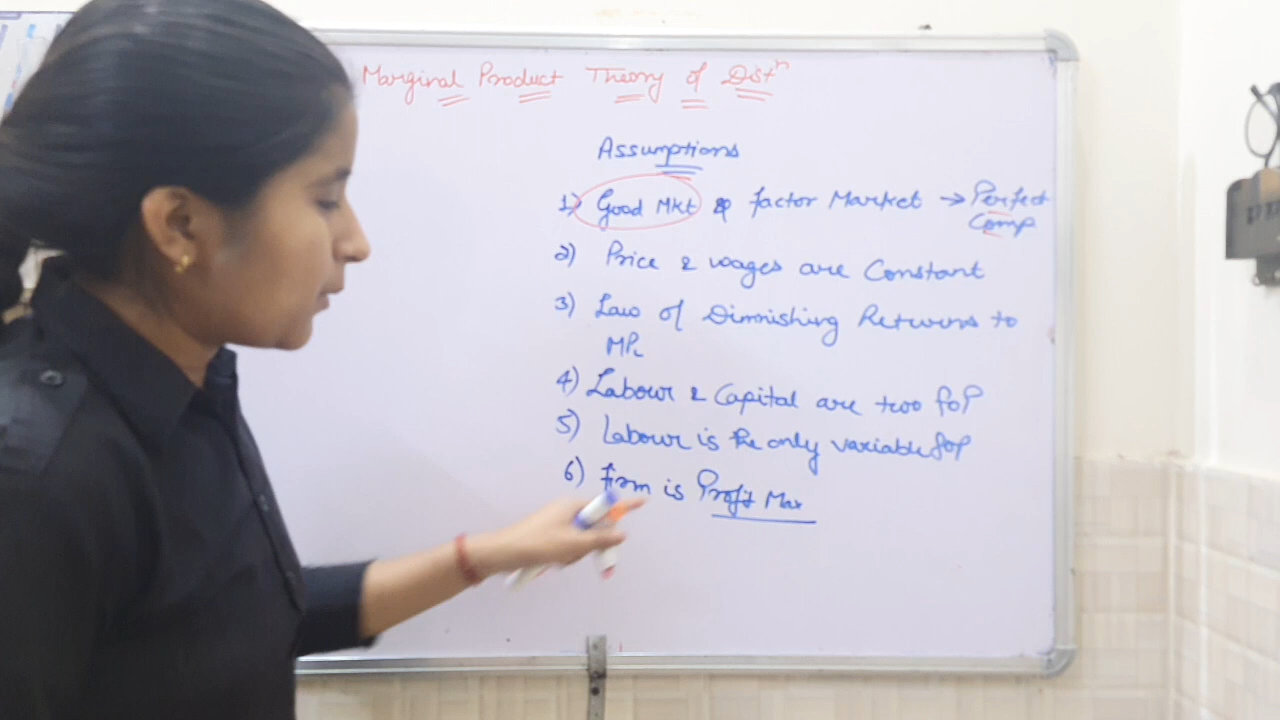 Marginal Product Theory of Distⁿ
Assumptions
1) Good Mkt & factor Market → Perfect
Comp
2) Price & wages are Constant
3) Law of Diminishing Returns to
MPL
4) Labour & Capital are two foP
5) Labour is the only variable foP
6) firm is Profit Max